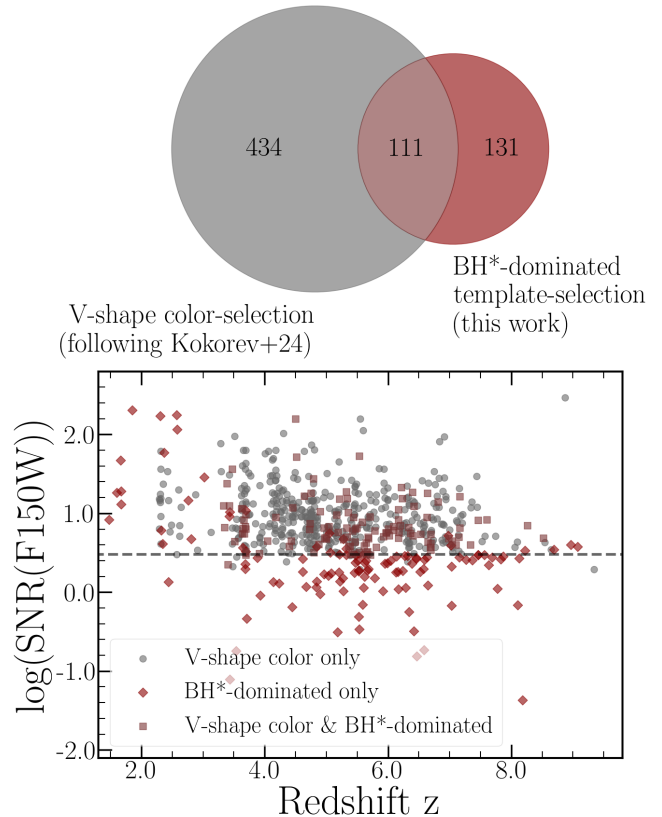 434
111
131
BH*-dominated
template-selection
(this work)
V-shape color-selection
(following Kokorev+24)
log(SNR(F150W))
2.0
1.0
0.0
-1.0
-2.0
V-shape color only
BH*-dominated only
V-shape color & BH*-dominated
2.0
4.0
6.0
8.0
Redshift z